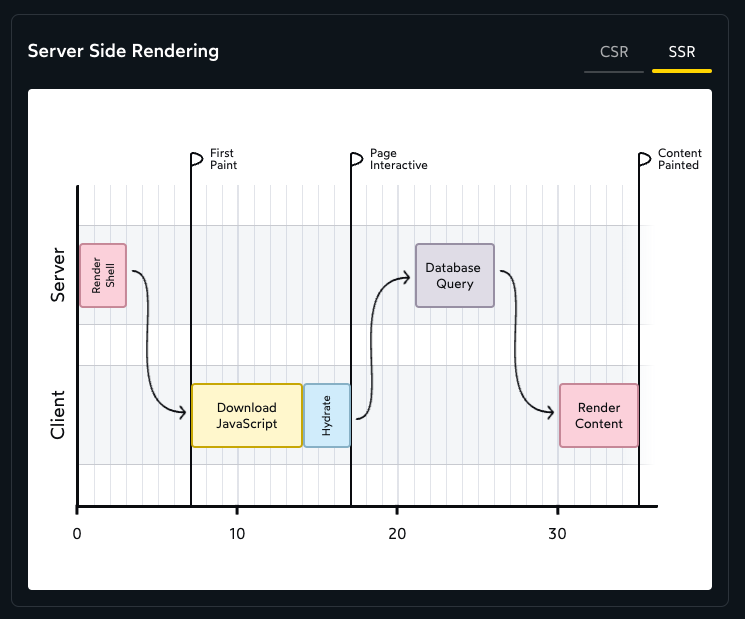 Server Side Rendering
CSR
SSR
First
Paint
Page
Interactive
Content
Painted
Server
Render
Shell
Database
Query
Client
Download
JavaScript
Hydrate
Render
Content
0
10
20
30